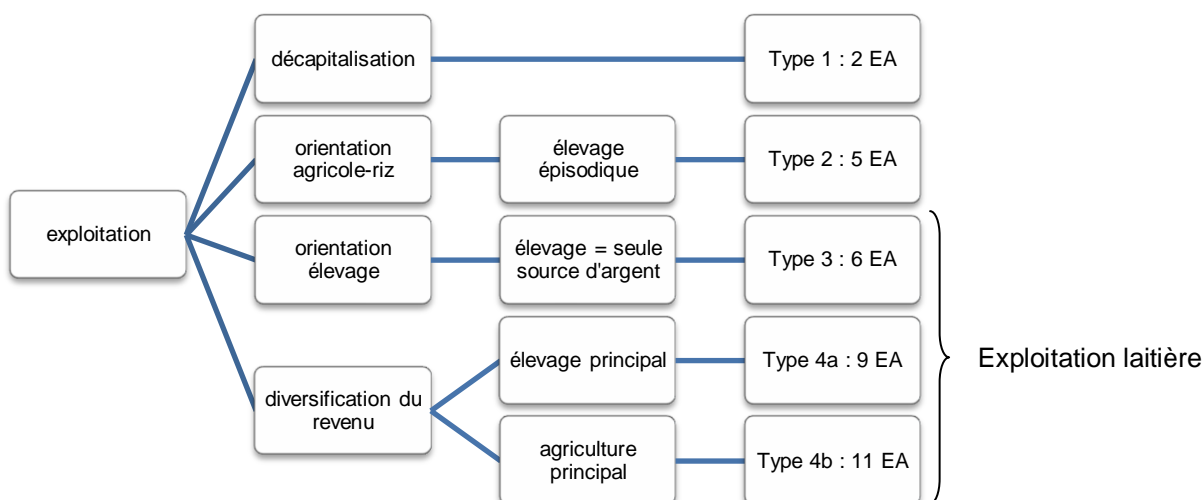 décapitalisation
Type 1 : 2 EA
orientation
agricole-riz
élevage
épisodique
Type 2 : 5 EA
exploitation
orientation
élevage
élevage = seule
source d'argent
Type 3 : 6 EA
Exploitation laitière
diversification du
revenu
élevage principal
Type 4a : 9 EA
agriculture
principal
Type 4b : 11 EA